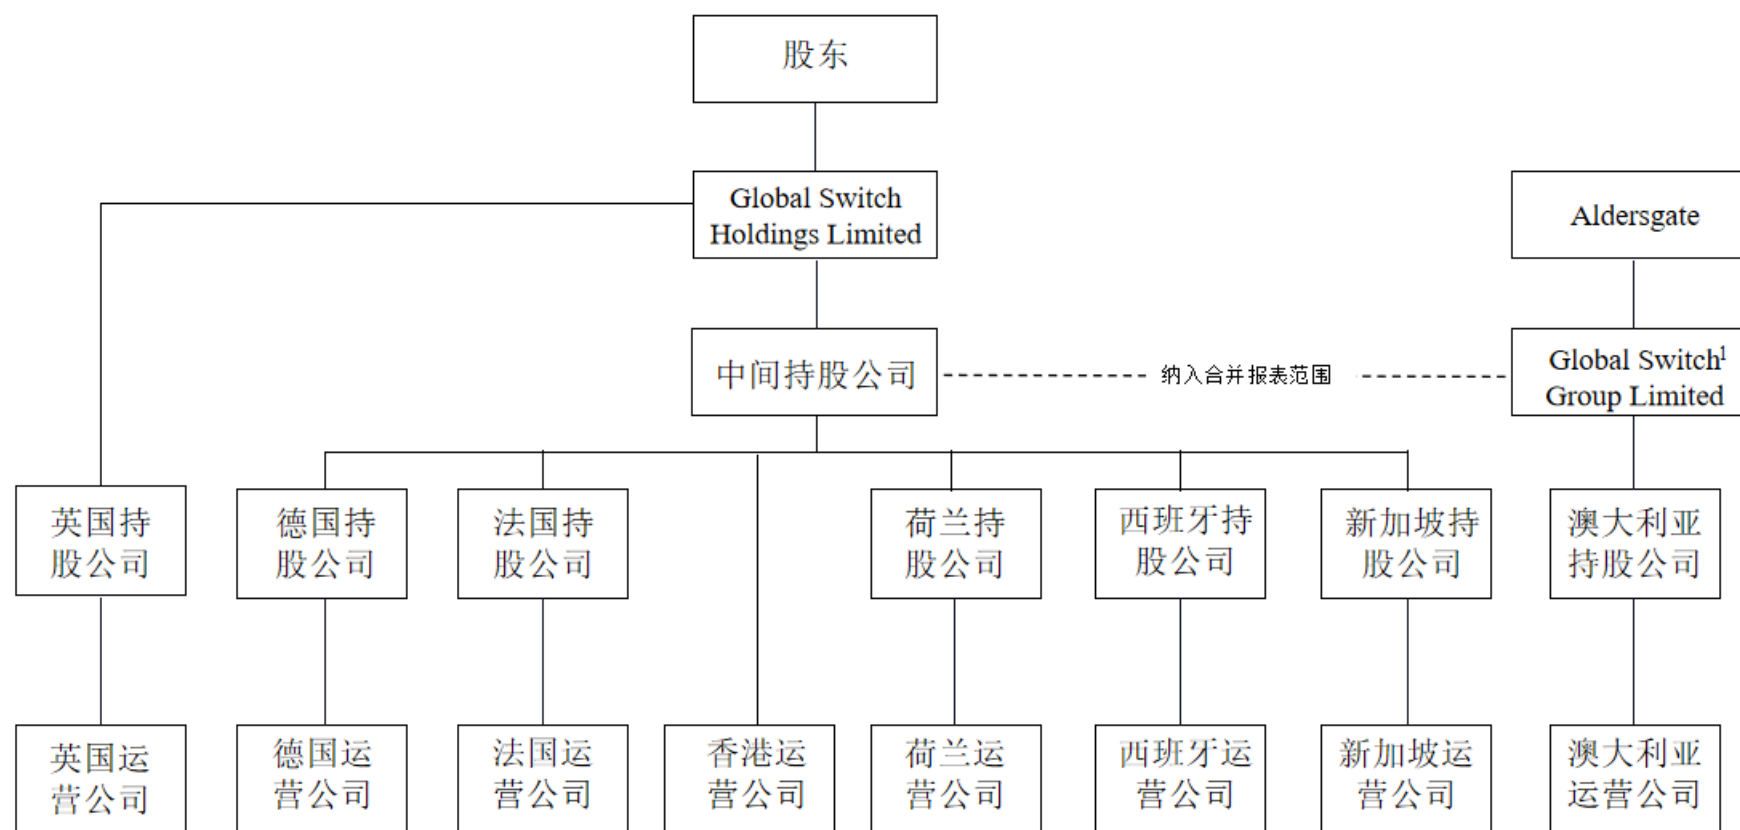 股东
Global Switch
Holdings Limited
Aldersgate
中间持股公司
纳入合并报表范围
Global Switch¹
Group Limited
英国持
股公司
德国持
股公司
法国持
股公司
荷兰持
股公司
西班牙持
股公司
新加坡持
股公司
澳大利亚
持股公司
英国运
营公司
德国运
营公司
法国运
营公司
香港运
营公司
荷兰运
营公司
西班牙运
营公司
新加坡运
营公司
澳大利亚
运营公司